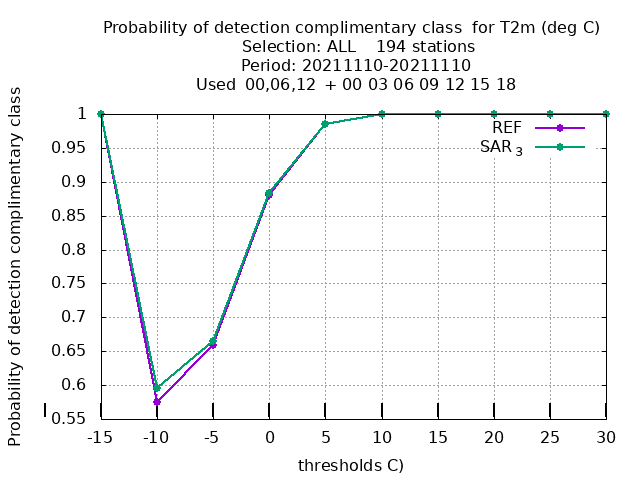 Probability of detection complimentary class  for T2m (deg C)
Selection: ALL    194 stations
Period: 20211110-20211110
Used  00,06,12  + 00 03 06 09 12 15 18
Probability of detection complimentary class
1
0.95
0.9
0.85
0.8
0.75
0.7
0.65
0.6
0.55
REF
SAR 3
-15 -10 -5 0 5 10 15 20 25 30
thresholds C)